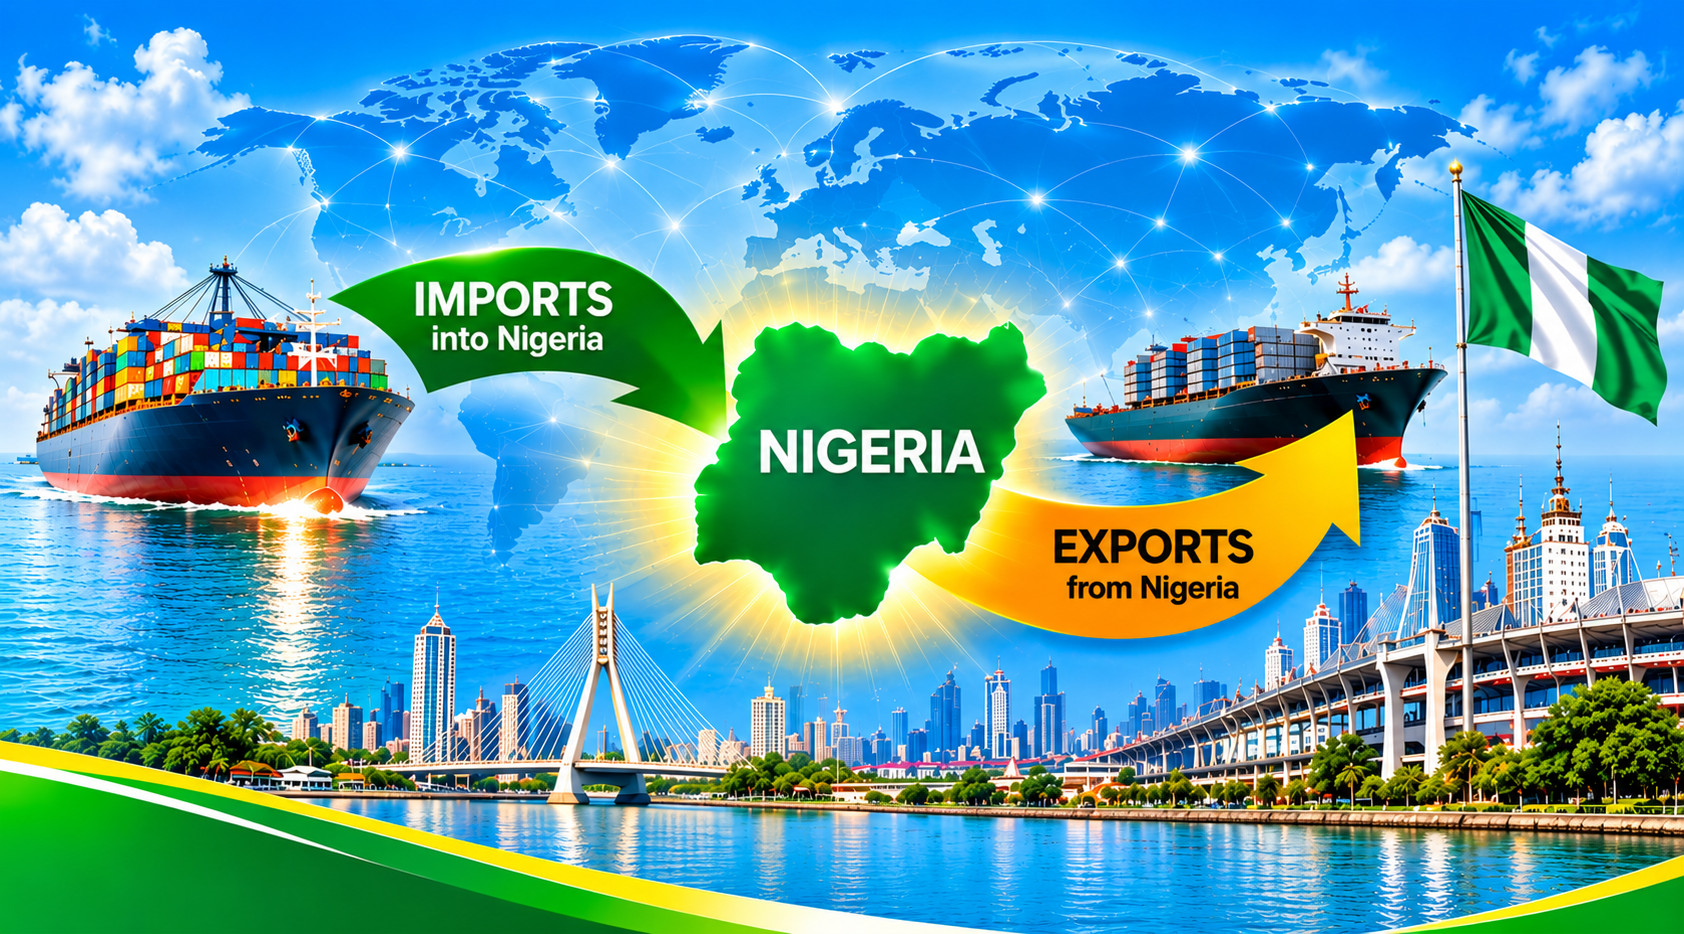 IMPORTS
into Nigeria
NIGERIA
EXPORTS
from Nigeria